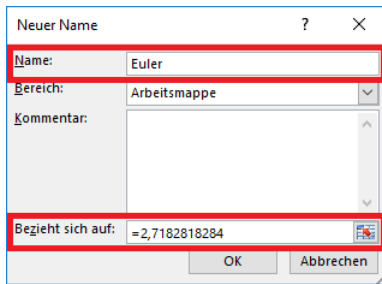 Neuer Name ? ×
Name: Euler
Bereich: Arbeitsmappe
Kommentar:
Bezieht sich auf: =2,7182818284
OK Abbrechen